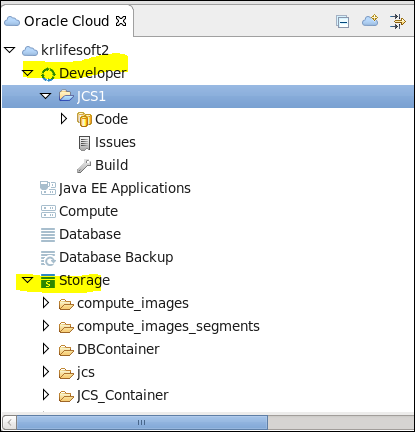 Oracle Cloud
krlifesoft2
Developer
JCS1
Code
Issues
Build
Java EE Applications
Compute
Database
Database Backup
Storage
compute_images
compute_images_segments
DBContainer
jcs
JCS_Container